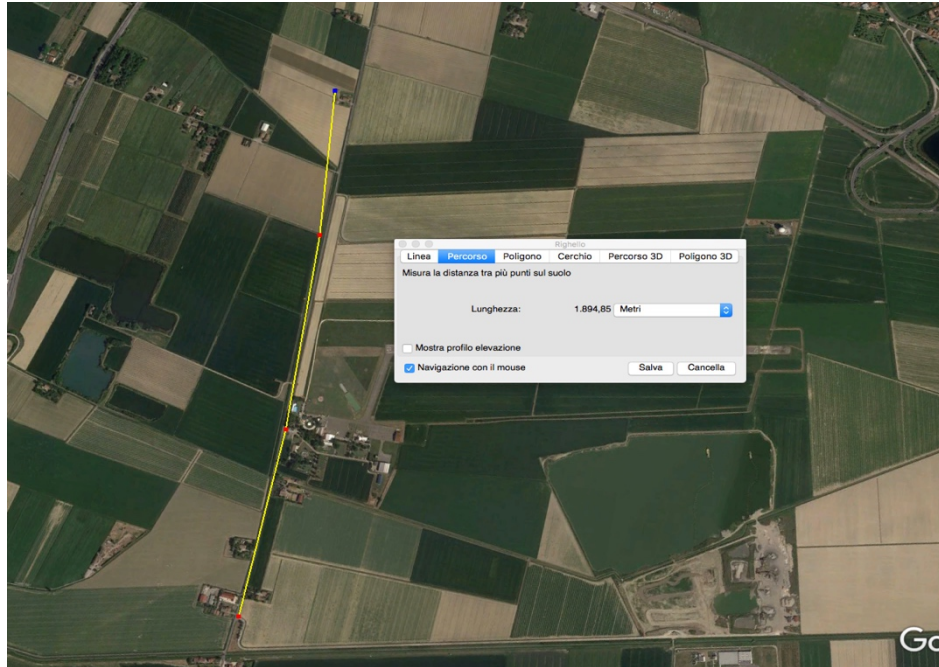 Righello
Linea Percorso Poligono Cerchio Percorso 3D Poligono 3D
Misura la distanza tra più punti sul suolo
Lunghezza: 1.894,85 Metri
Mostra profilo elevazione
Navigazione con il mouse Salva Cancella
Go